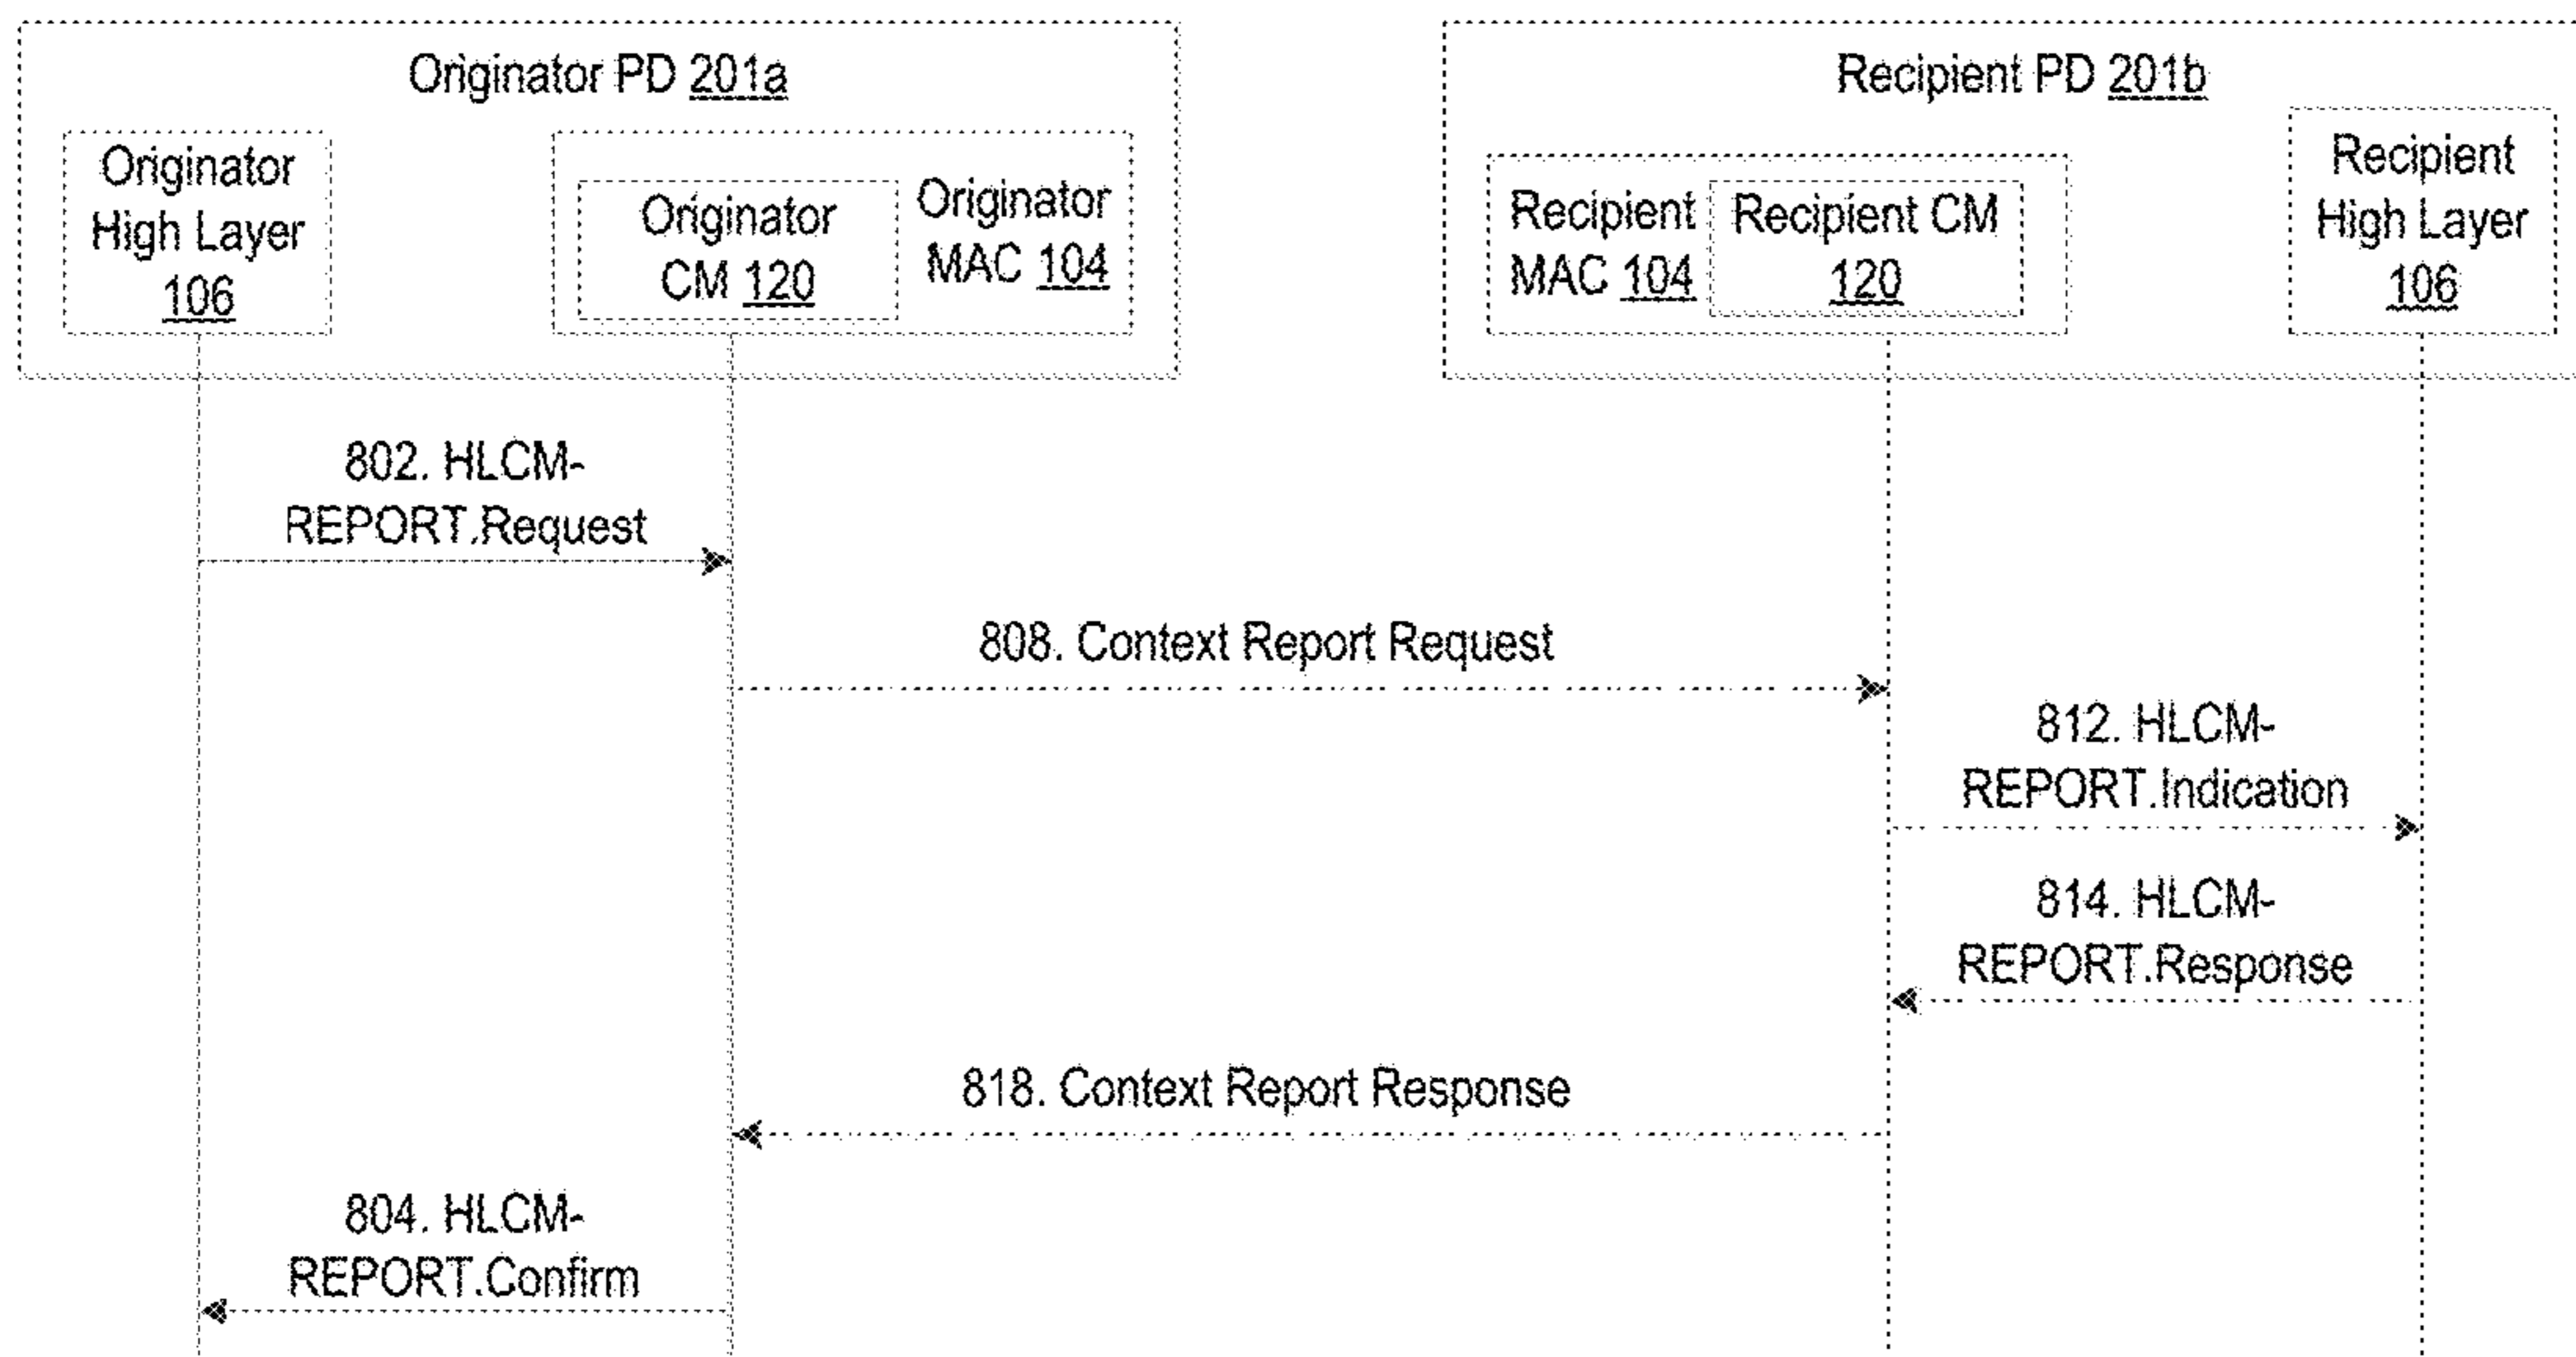 Originator PD 201a
Originator
High Layer
106
Originator
CM 120
Originator
MAC 104
Recipient PD 201b
Recipient
MAC 104
Recipient CM
120
Recipient
High Layer
106
802. HLCM-
REPORT.Request
808. Context Report Request
812. HLCM-
REPORT.Indication
814. HLCM-
REPORT.Response
818. Context Report Response
804. HLCM-
REPORT.Confirm